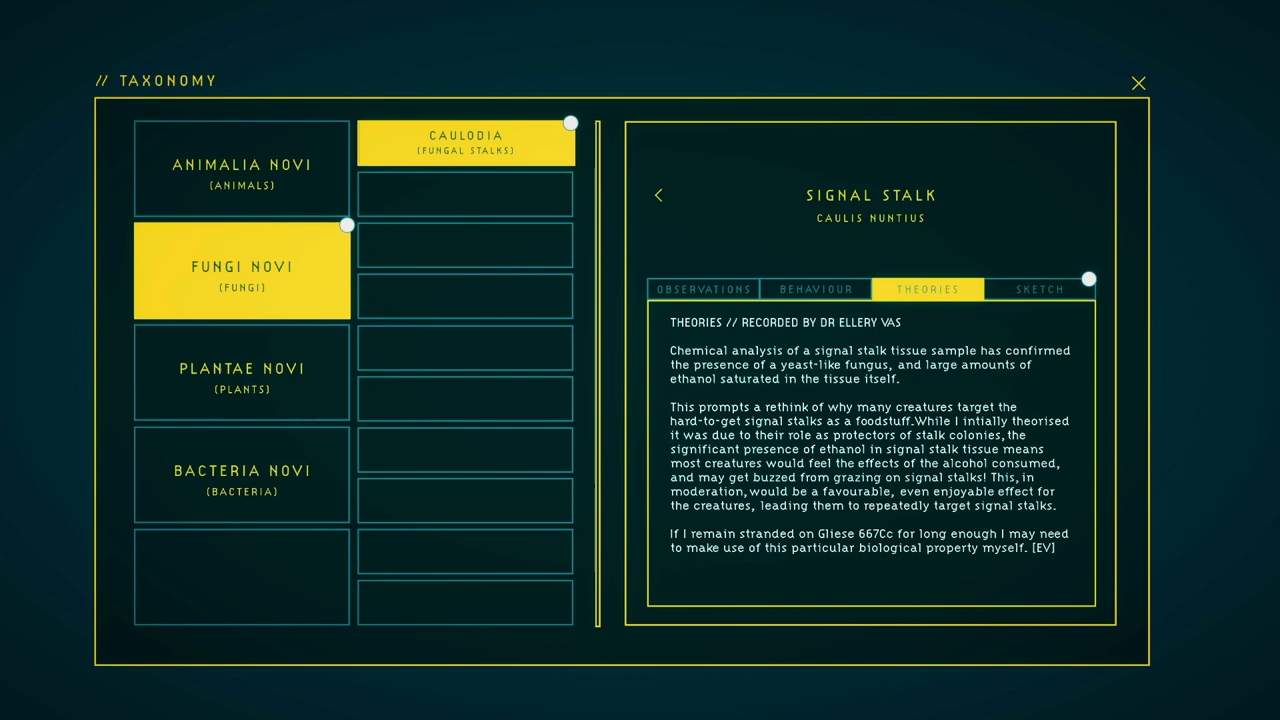 // TAXONOMY
ANIMALIA NOVI
(ANIMALS)
FUNGI NOVI
(FUNGI)
PLANTAE NOVI
(PLANTS)
BACTERIA NOVI
(BACTERIA)
CAULODIA
(FUNGAL STALKS)
SIGNAL STALK
CAULIS NUNTIUS
OBSERVATIONS BEHAVIOUR THEORIES SKETCH
THEORIES // RECORDED BY DR ELLERY VAS
Chemical analysis of a signal stalk tissue sample has confirmed
the presence of a yeast-like fungus, and large amounts of
ethanol saturated in the tissue itself.
This prompts a rethink of why many creatures target the
hard-to-get signal stalks as a foodstuff.While I intially theorised
it was due to their role as protectors of stalk colonies, the
significant presence of ethanol in signal stalk tissue means
most creatures would feel the effects of the alcohol consumed,
and may get buzzed from grazing on signal stalks! This, in
moderation, would be a favourable, even enjoyable effect for
the creatures, leading them to repeatedly target signal stalks.
If I remain stranded on Gliese 667Cc for long enough I may need
to make use of this particular biological property myself. [EV]